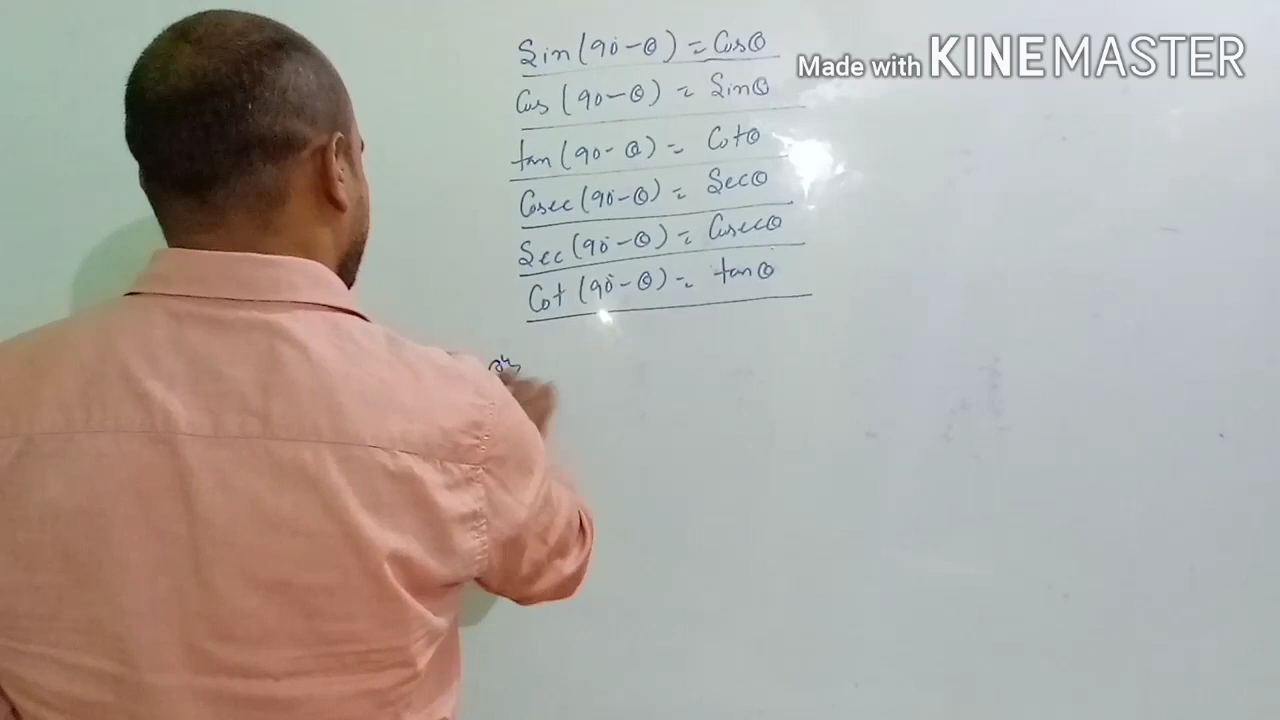 Sin(90°-θ) = Cosθ
Made with KINEMASTER
Cos (90-θ) = Sinθ
tan(90-θ) = Cotθ
Cosec(90°-θ) = Secθ
Sec(90°-θ) = Cosecθ
Cot (90°-θ) = tanθ